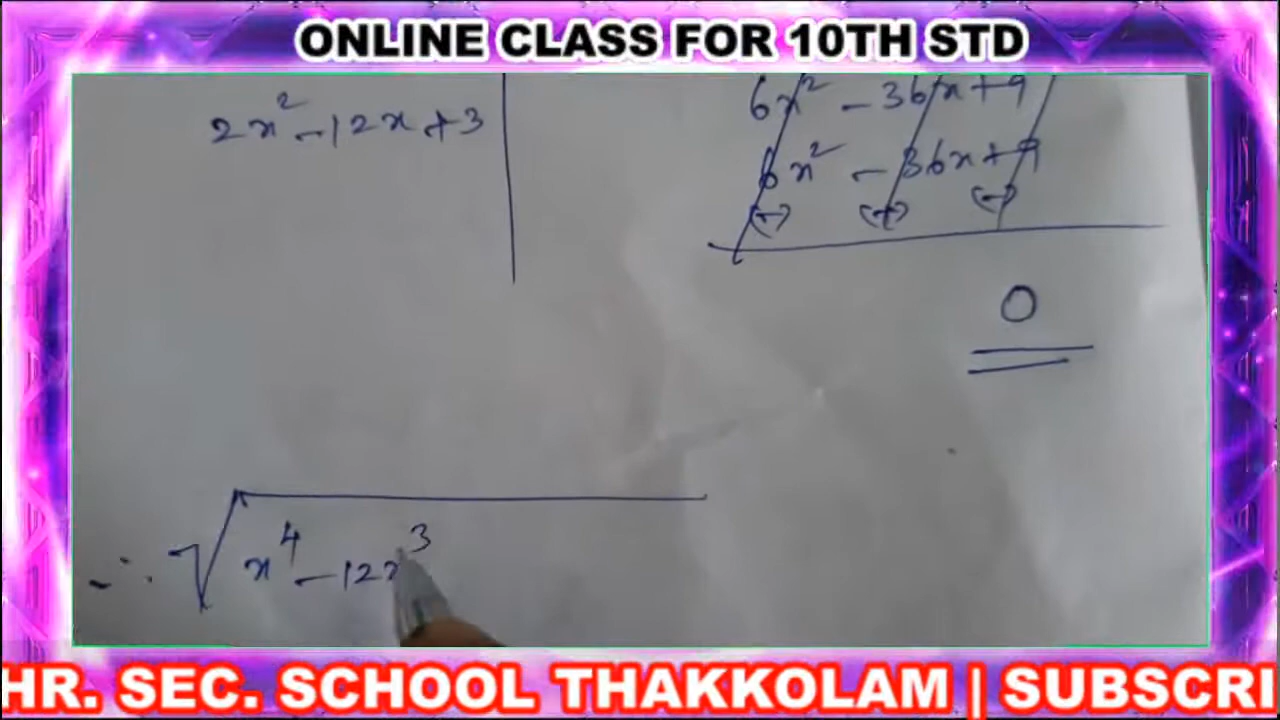 ONLINE CLASS FOR 10TH STD
2x² - 12x + 3
6x² - 36x + 9
6x² - 36x + 9
(-) (+) (-)
0
∴ √x⁴ - 12x³
HR. SEC. SCHOOL THAKKOLAM | SUBSCRI